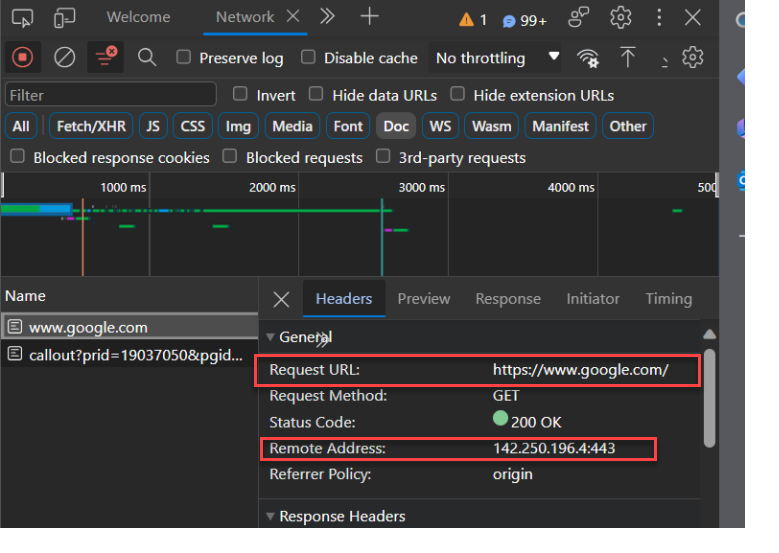 Welcome Network 1 99+
Preserve log Disable cache No throttling
Filter Invert Hide data URLs Hide extension URLs
All Fetch/XHR JS CSS Img Media Font Doc WS Wasm Manifest Other
Blocked response cookies Blocked requests 3rd-party requests
1000 ms 2000 ms 3000 ms 4000 ms 500
Name Headers Preview Response Initiator Timing
www.google.com
callout?prid=19037050&pgid...
General
Request URL: https://www.google.com/
Request Method: GET
Status Code: 200 OK
Remote Address: 142.250.196.4:443
Referrer Policy: origin
Response Headers